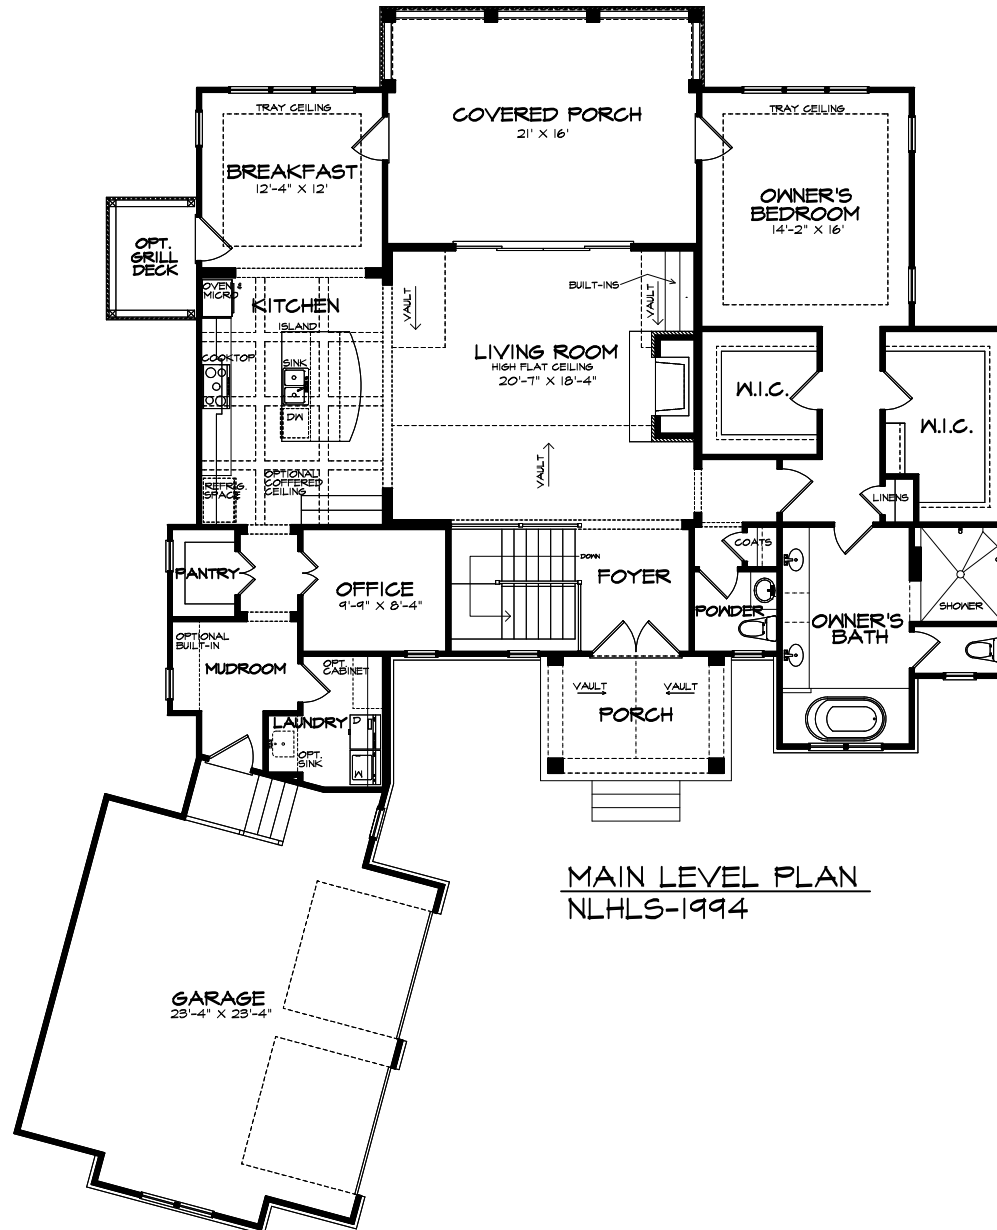 COVERED PORCH
21' X 16'
TRAY CEILING
BREAKFAST
12'-4" X 12'
TRAY CEILING
OWNER'S
BEDROOM
14'-2" X 16'
OPT.
GRILL
DECK
OVEN &
MICRO
KITCHEN
ISLAND
COOKTOP
SINK
DW
REFRIG.
SPACE
OPTIONAL
COFFERED
CEILING
VAULT
BUILT-INS
VAULT
LIVING ROOM
HIGH FLAT CEILING
20'-7" X 18'-4"
VAULT
W.I.C.
W.I.C.
LINENS
PANTRY
OFFICE
9'-9" X 8'-4"
DOWN
FOYER
COATS
POWDER
OWNER'S
BATH
SHOWER
OPTIONAL
BUILT-IN
MUDROOM
OPT.
CABINET
LAUNDRY
D
OPT.
SINK
W
VAULT
VAULT
PORCH
MAIN LEVEL PLAN
NLHLS-1994
GARAGE
23'-4" X 23'-4"